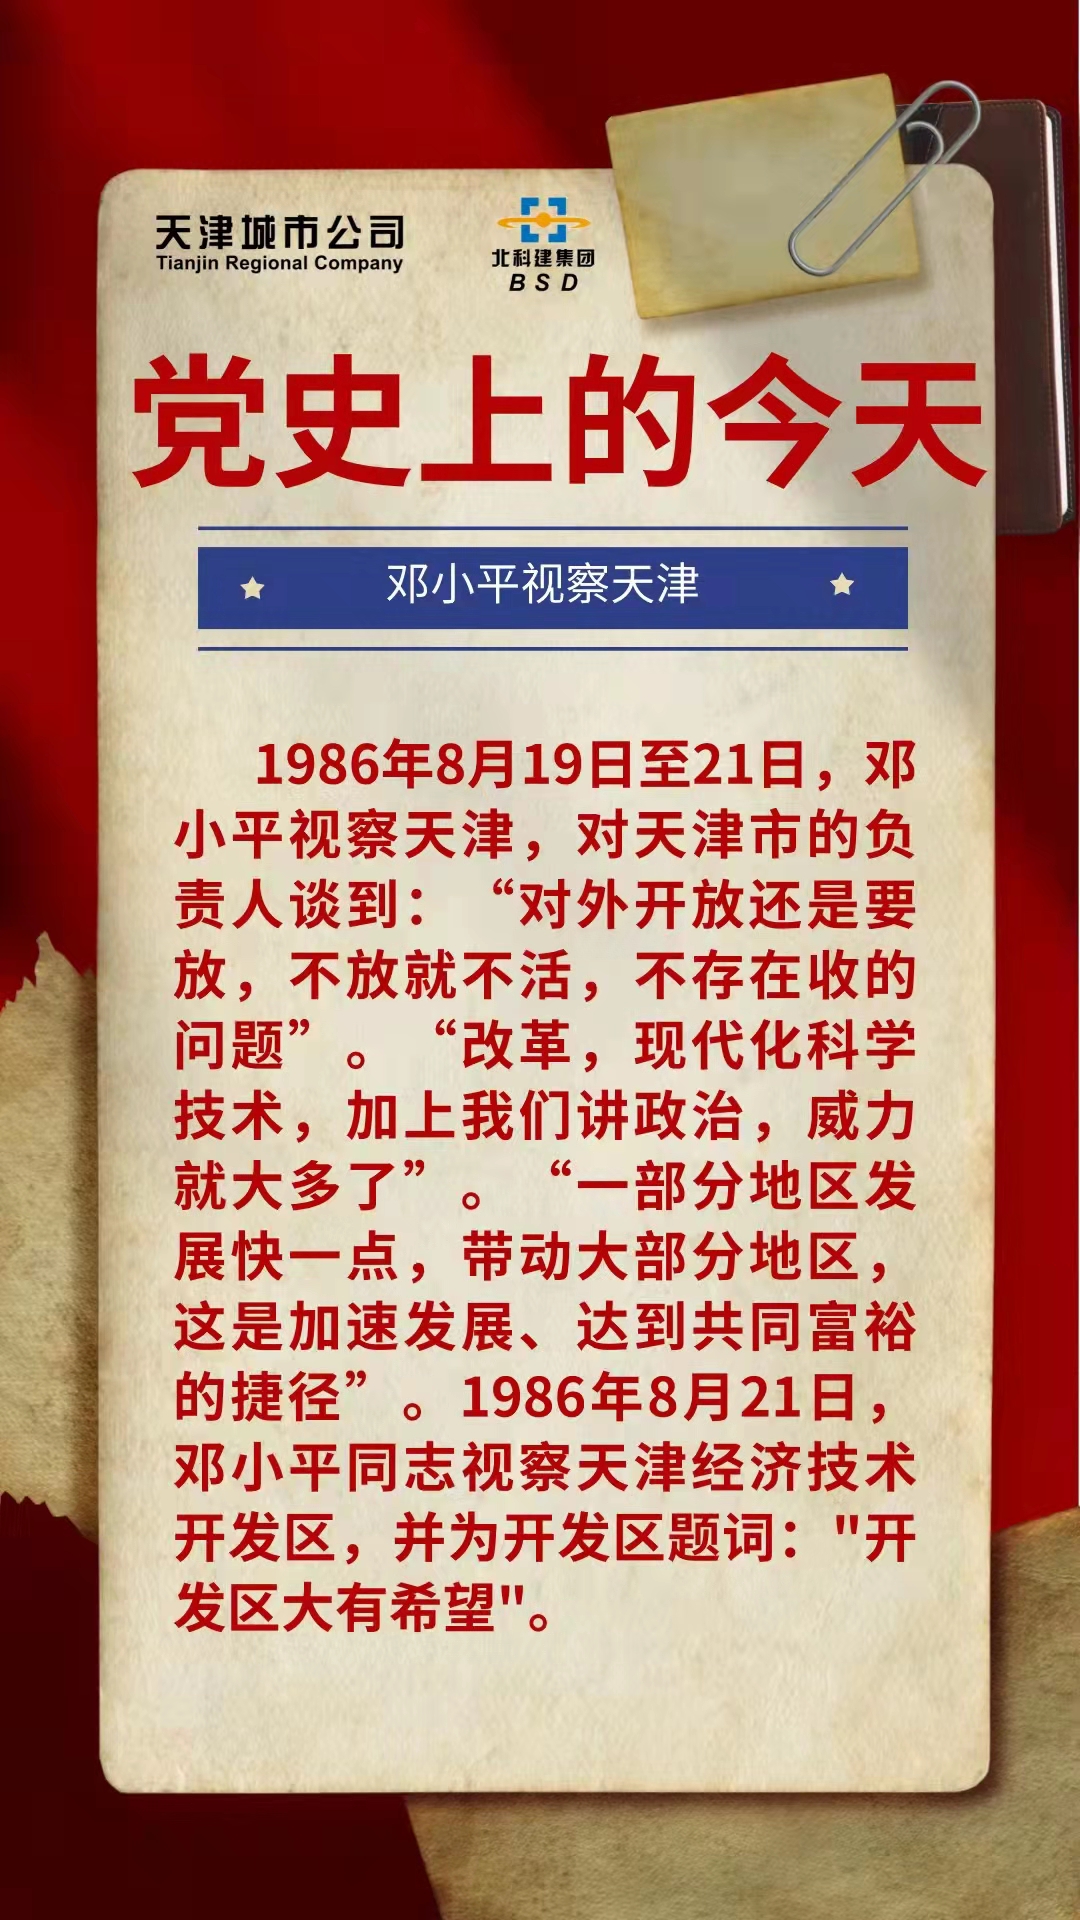 天津城市公司
Tianjin Regional Company
北科建集团
BSD
党史上的今天
邓小平视察天津
1986年8月19日至21日，邓
小平视察天津，对天津市的负
责人谈到：“对外开放还是要
放，不放就不活，不存在收的
问题”。“改革，现代化科学
技术，加上我们讲政治，威力
就大多了”。“一部分地区发
展快一点，带动大部分地区，
这是加速发展、达到共同富裕
的捷径”。1986年8月21日，
邓小平同志视察天津经济技术
开发区，并为开发区题词："开
发区大有希望"。